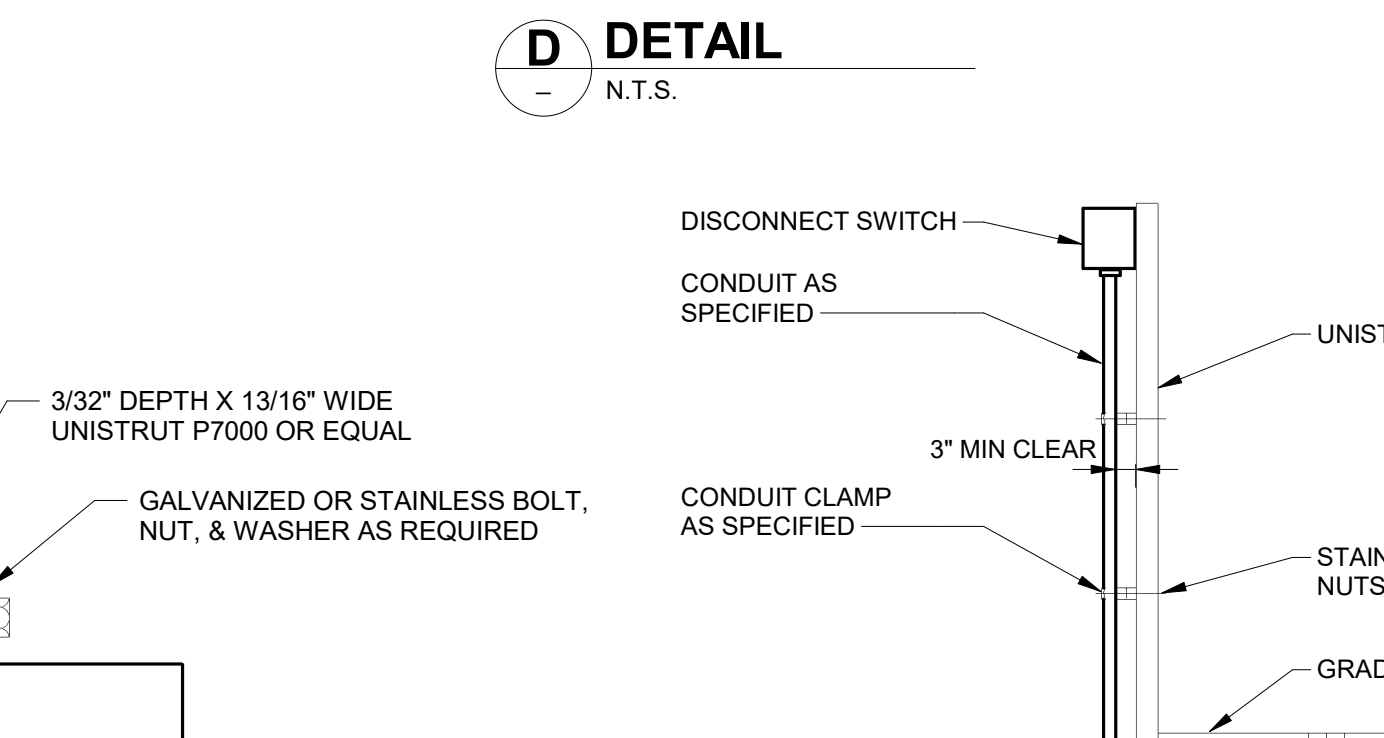 D DETAIL
– N.T.S.
DISCONNECT SWITCH
CONDUIT AS
SPECIFIED
3/32" DEPTH X 13/16" WIDE
UNISTRUT P7000 OR EQUAL
3" MIN CLEAR
GALVANIZED OR STAINLESS BOLT,
NUT, & WASHER AS REQUIRED
CONDUIT CLAMP
AS SPECIFIED
NUTS